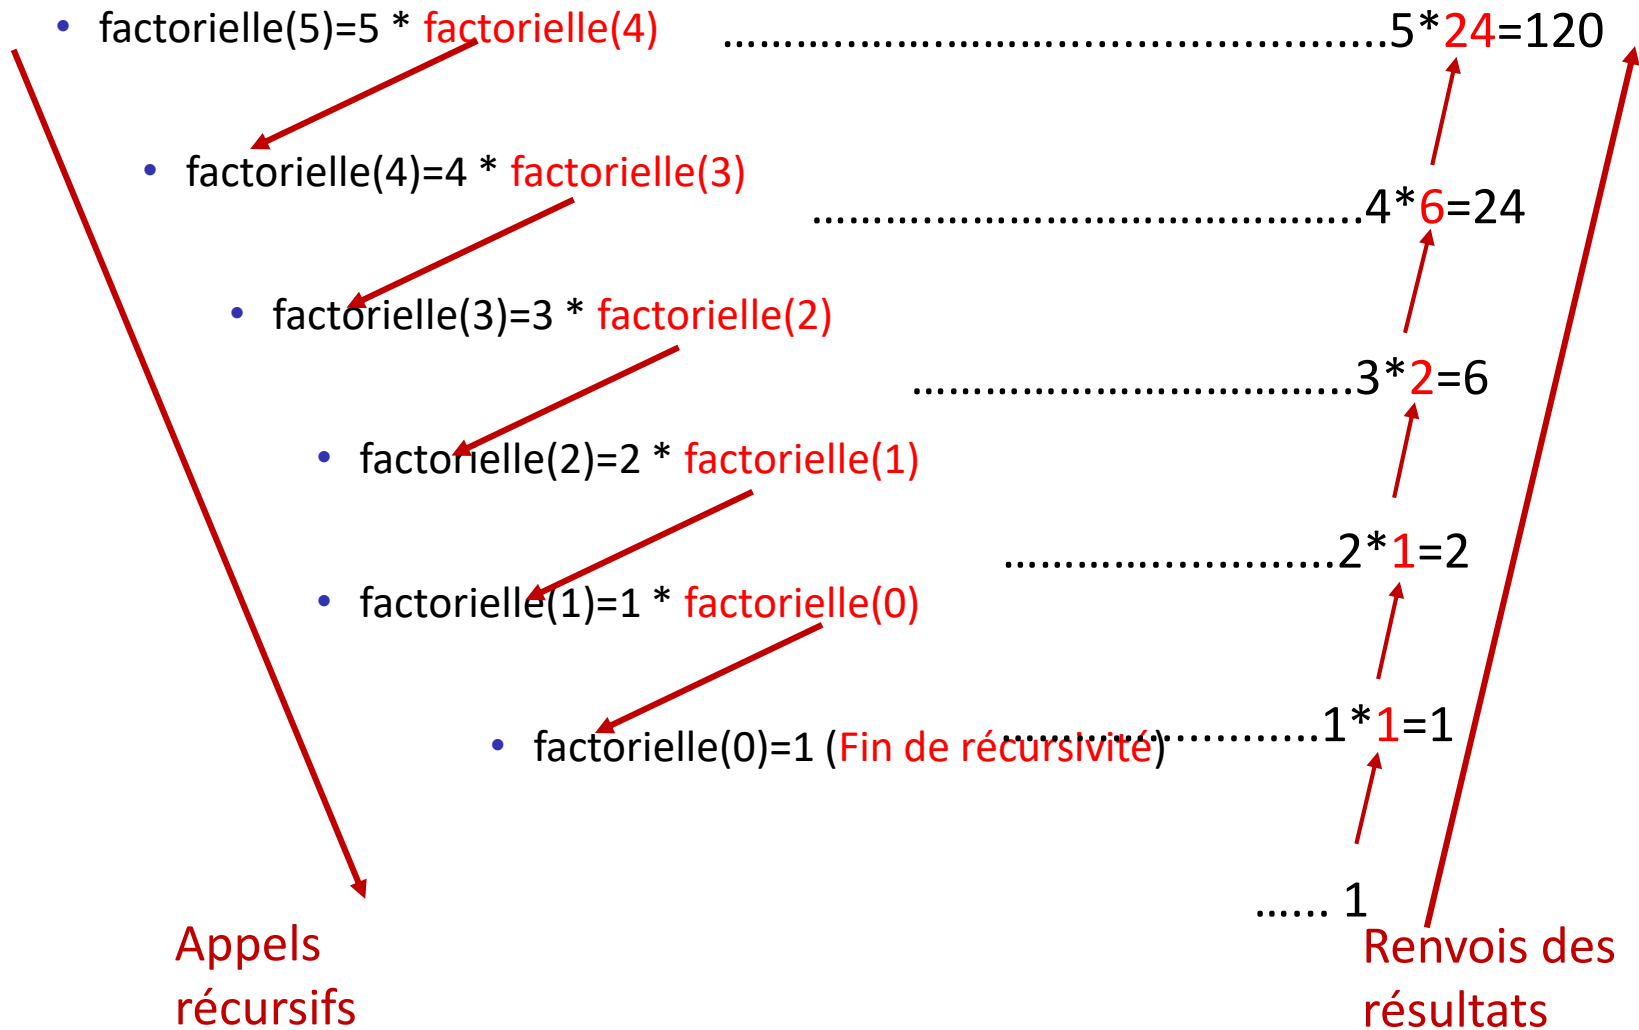 • factorielle(5)=5 * factorielle(4) ......................................................5*24=120
• factorielle(4)=4 * factorielle(3)
.............................................4*6=24
• factorielle(3)=3 * factorielle(2)
....................................3*2=6
• factorielle(2)=2 * factorielle(1)
...........................2*1=2
• factorielle(1)=1 * factorielle(0)
..........................1*1=1
• factorielle(0)=1 (Fin de récursivité)
...... 1
Appels
récursifs
Renvois des
résultats